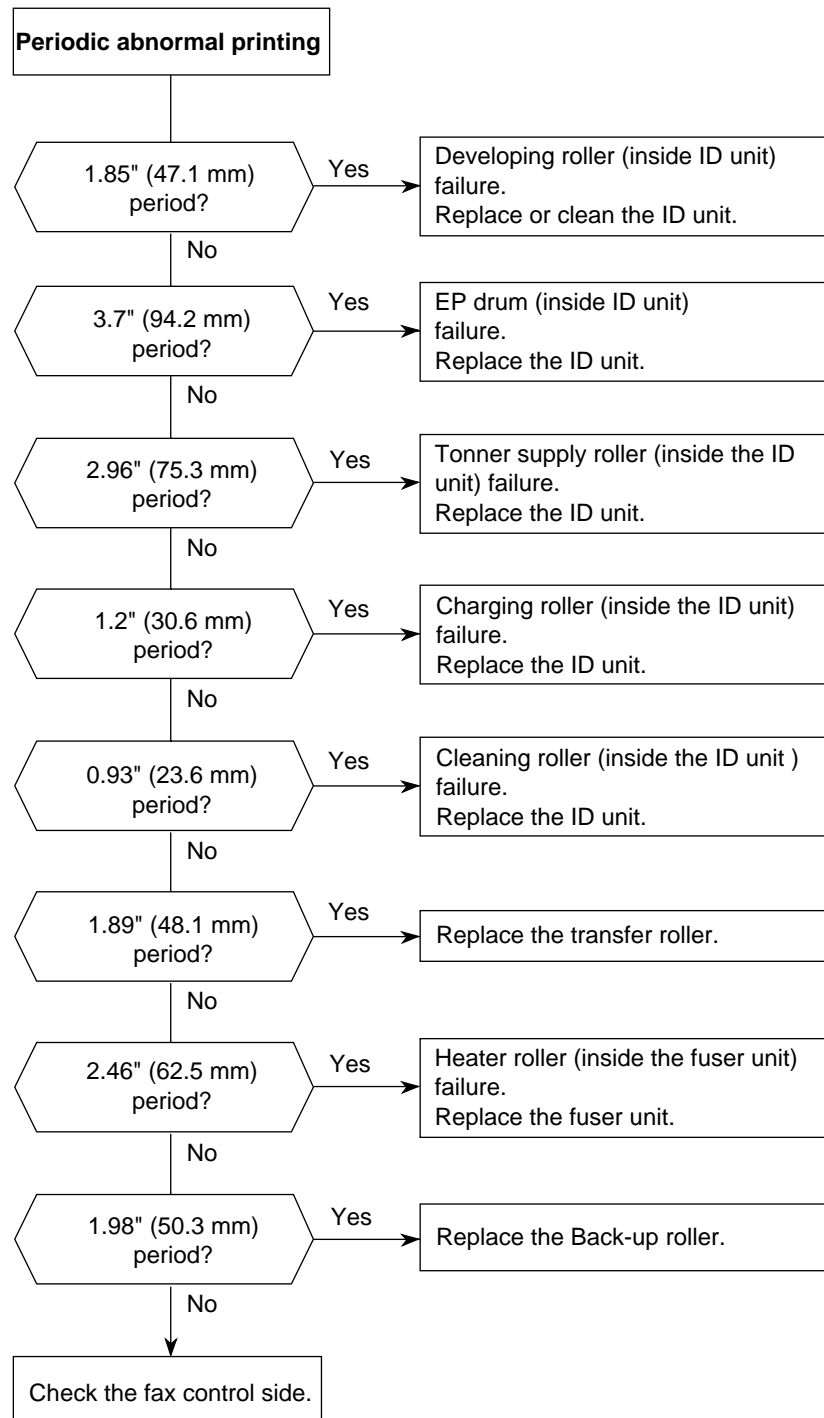 Periodic abnormal printing
1.85" (47.1 mm)
period?
Yes
Developing roller (inside ID unit)
failure.
Replace or clean the ID unit.
No
3.7" (94.2 mm)
period?
Yes
EP drum (inside ID unit)
failure.
Replace the ID unit.
No
2.96" (75.3 mm)
period?
Yes
Tonner supply roller (inside the ID
unit) failure.
Replace the ID unit.
No
1.2" (30.6 mm)
period?
Yes
Charging roller (inside the ID unit)
failure.
Replace the ID unit.
No
0.93" (23.6 mm)
period?
Yes
Cleaning roller (inside the ID unit )
failure.
Replace the ID unit.
No
1.89" (48.1 mm)
period?
Yes
Replace the transfer roller.
No
2.46" (62.5 mm)
period?
Yes
Heater roller (inside the fuser unit)
failure.
Replace the fuser unit.
No
1.98" (50.3 mm)
period?
Yes
Replace the Back-up roller.
No
Check the fax control side.